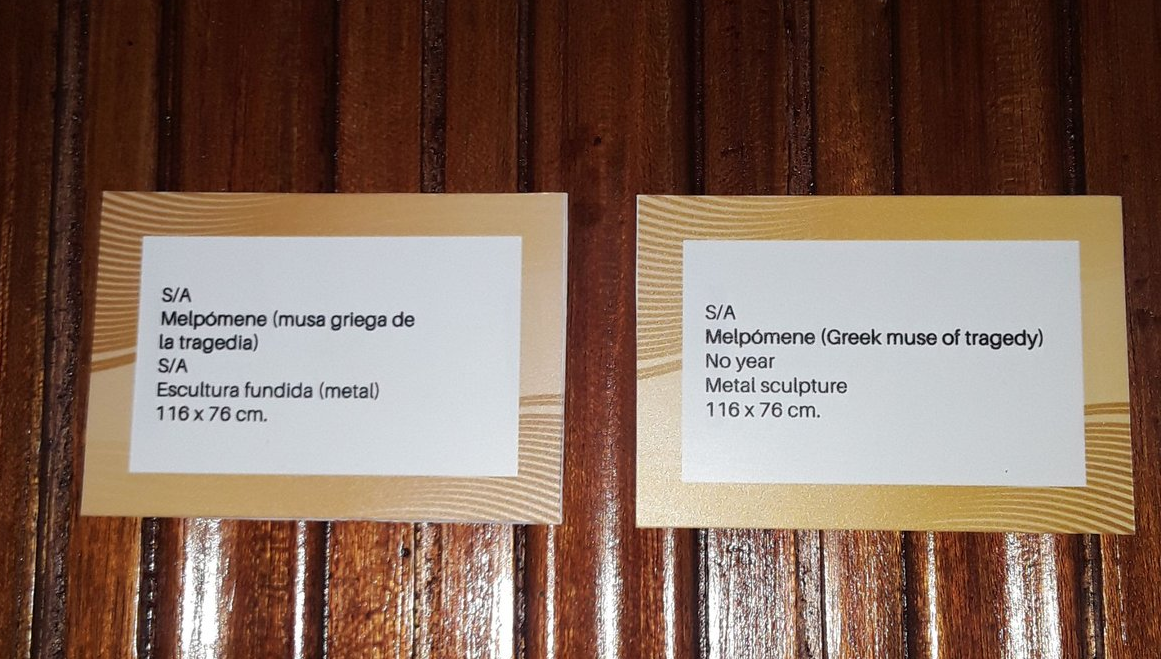 S/A
Melpómene (musa griega de
la tragedia)
S/A
Escultura fundida (metal)
116 x 76 cm.
S/A
Melpómene (Greek muse of tragedy)
No year
Metal sculpture
116 x 76 cm.